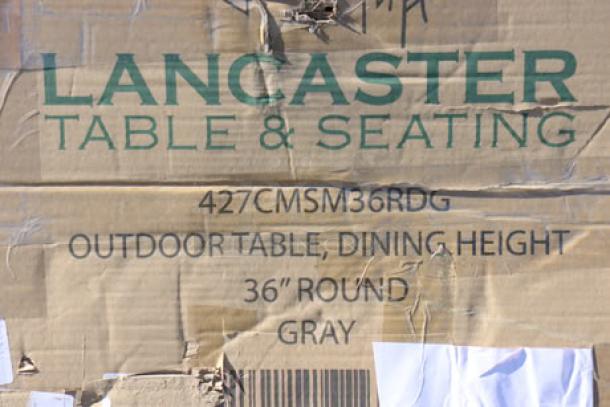 LANCASTER
TABLE & SEATING
427CMSM36RDG
OUTDOOR TABLE, DINING HEIGHT
36" ROUND
GRAY